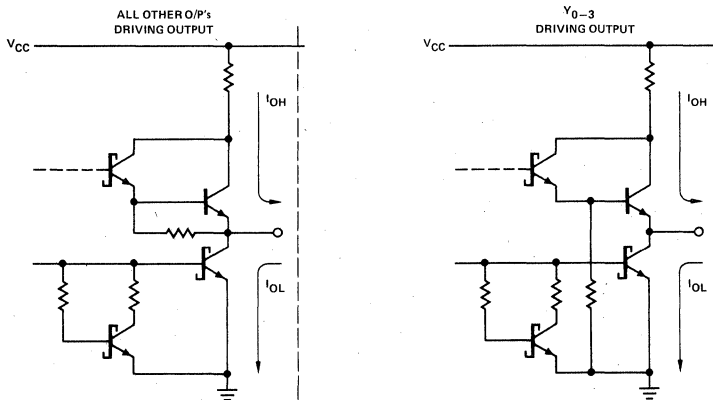 ALL OTHER O/P's
DRIVING OUTPUT
VCC
IOH
IOL
Y0–3
DRIVING OUTPUT
VCC
IOH
IOL